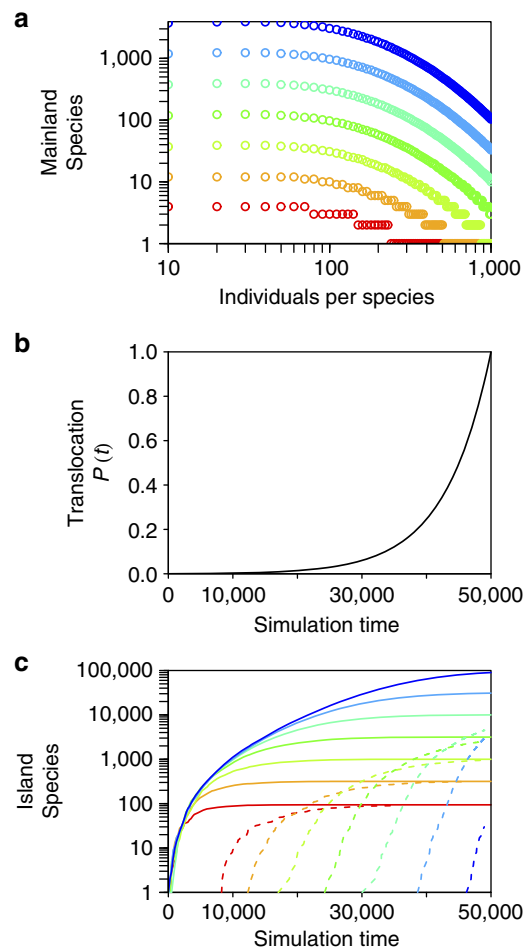 a
1,000
100
10
1
Mainland
Species
10
100
1,000
Individuals per species
b
1.0
0.8
0.6
0.4
0.2
0.0
Translocation
P (t)
0
10,000
30,000
50,000
Simulation time
c
100,000
10,000
1,000
100
10
1
Island
Species
0
10,000
30,000
50,000
Simulation time